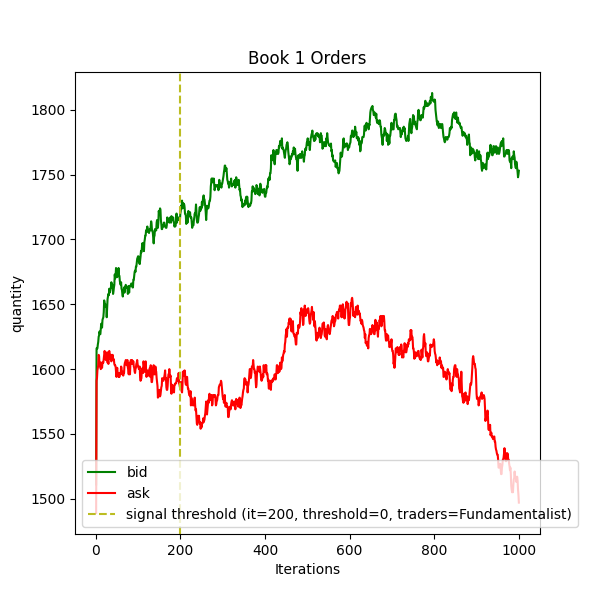 Book 1 Orders
quantity
1800
1750
1700
1650
1600
1550
1500
bid
ask
signal threshold (it=200, threshold=0, traders=Fundamentalist)
0 200 400 600 800 1000
Iterations